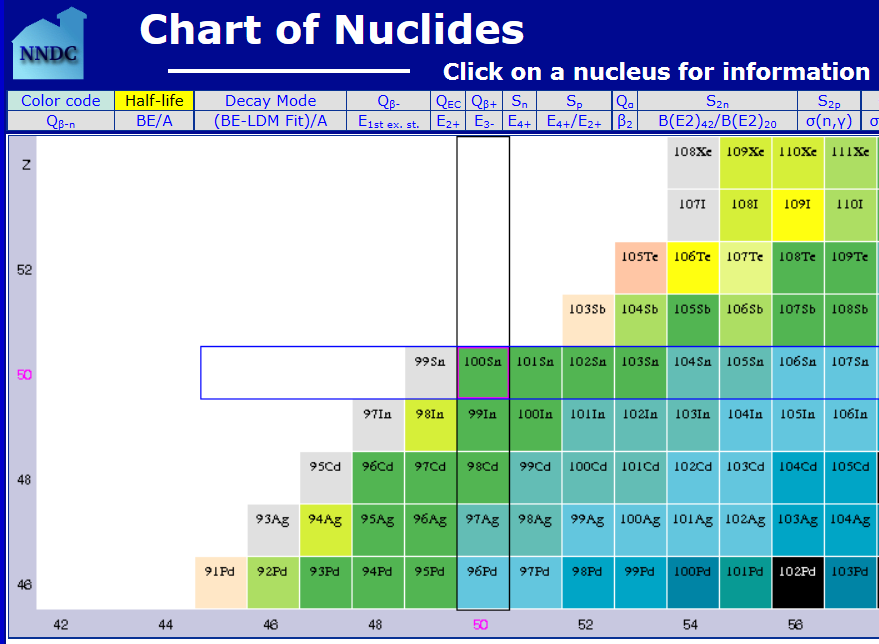 NNDC
Chart of Nuclides
Click on a nucleus for information
Color code Half-life Decay Mode Qβ- QEC Qβ+ Sn Sp Qα S2n S2p
Qβ-n BE/A (BE-LDM Fit)/A E1st ex. st. E2+ E3- E4+ E4+/E2+ β2 B(E2)42/B(E2)20 σ(n,γ) σ
Z 108Xe 109Xe 110Xe 111Xe
107I 108I 109I 110I
52 105Te 106Te 107Te 108Te 109Te
103Sb 104Sb 105Sb 106Sb 107Sb 108Sb
50 99Sn 100Sn 101Sn 102Sn 103Sn 104Sn 105Sn 106Sn 107Sn
97In 98In 99In 100In 101In 102In 103In 104In 105In 106In
48 95Cd 96Cd 97Cd 98Cd 99Cd 100Cd 101Cd 102Cd 103Cd 104Cd 105Cd
93Ag 94Ag 95Ag 96Ag 97Ag 98Ag 99Ag 100Ag 101Ag 102Ag 103Ag 104Ag
46 91Pd 92Pd 93Pd 94Pd 95Pd 96Pd 97Pd 98Pd 99Pd 100Pd 101Pd 102Pd 103Pd
42 44 46 48 50 52 54 56